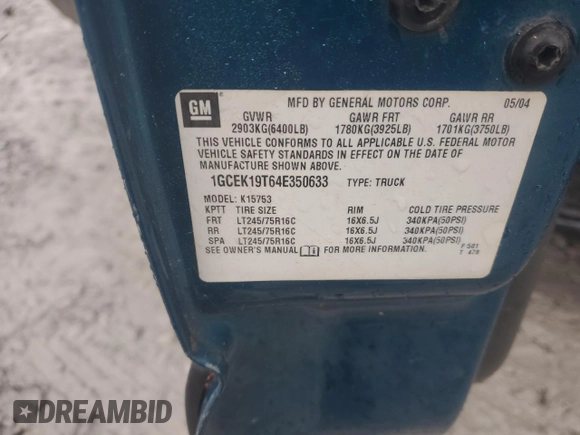 GM
MFD BY GENERAL MOTORS CORP. 05/04
GVWR GAWR FRT GAWR RR
2903KG(6400LB) 1780KG(3925LB) 1701KG(3750LB)
THIS VEHICLE CONFORMS TO ALL APPLICABLE U.S. FEDERAL MOTOR
VEHICLE SAFETY STANDARDS IN EFFECT ON THE DATE OF
MANUFACTURE SHOWN ABOVE.
1GCEK19T64E350633 TYPE: TRUCK
MODEL: K15753
KPTT TIRE SIZE RIM COLD TIRE PRESSURE
FRT LT245/75R16C 16X6.5J 340KPA(50PSI)
RR LT245/75R16C 16X6.5J 340KPA(50PSI)
SPA LT245/75R16C 16X6.5J 340KPA(50PSI)
SEE OWNER'S MANUAL FOR MORE INFORMATION.
F 581
T 478
DREAMBID